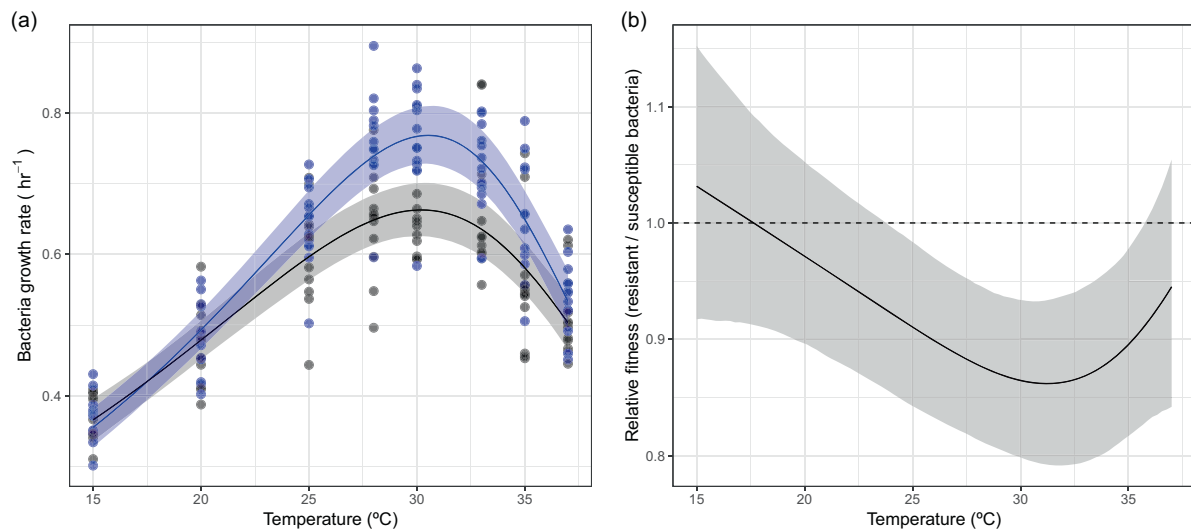 (a)
Bacteria growth rate ( hr⁻¹ )
0.8
0.6
0.4
15
20
25
30
35
Temperature (ºC)
(b)
Relative fitness (resistant / susceptible bacteria)
1.1
1.0
0.9
0.8
15
20
25
30
35
Temperature (ºC)